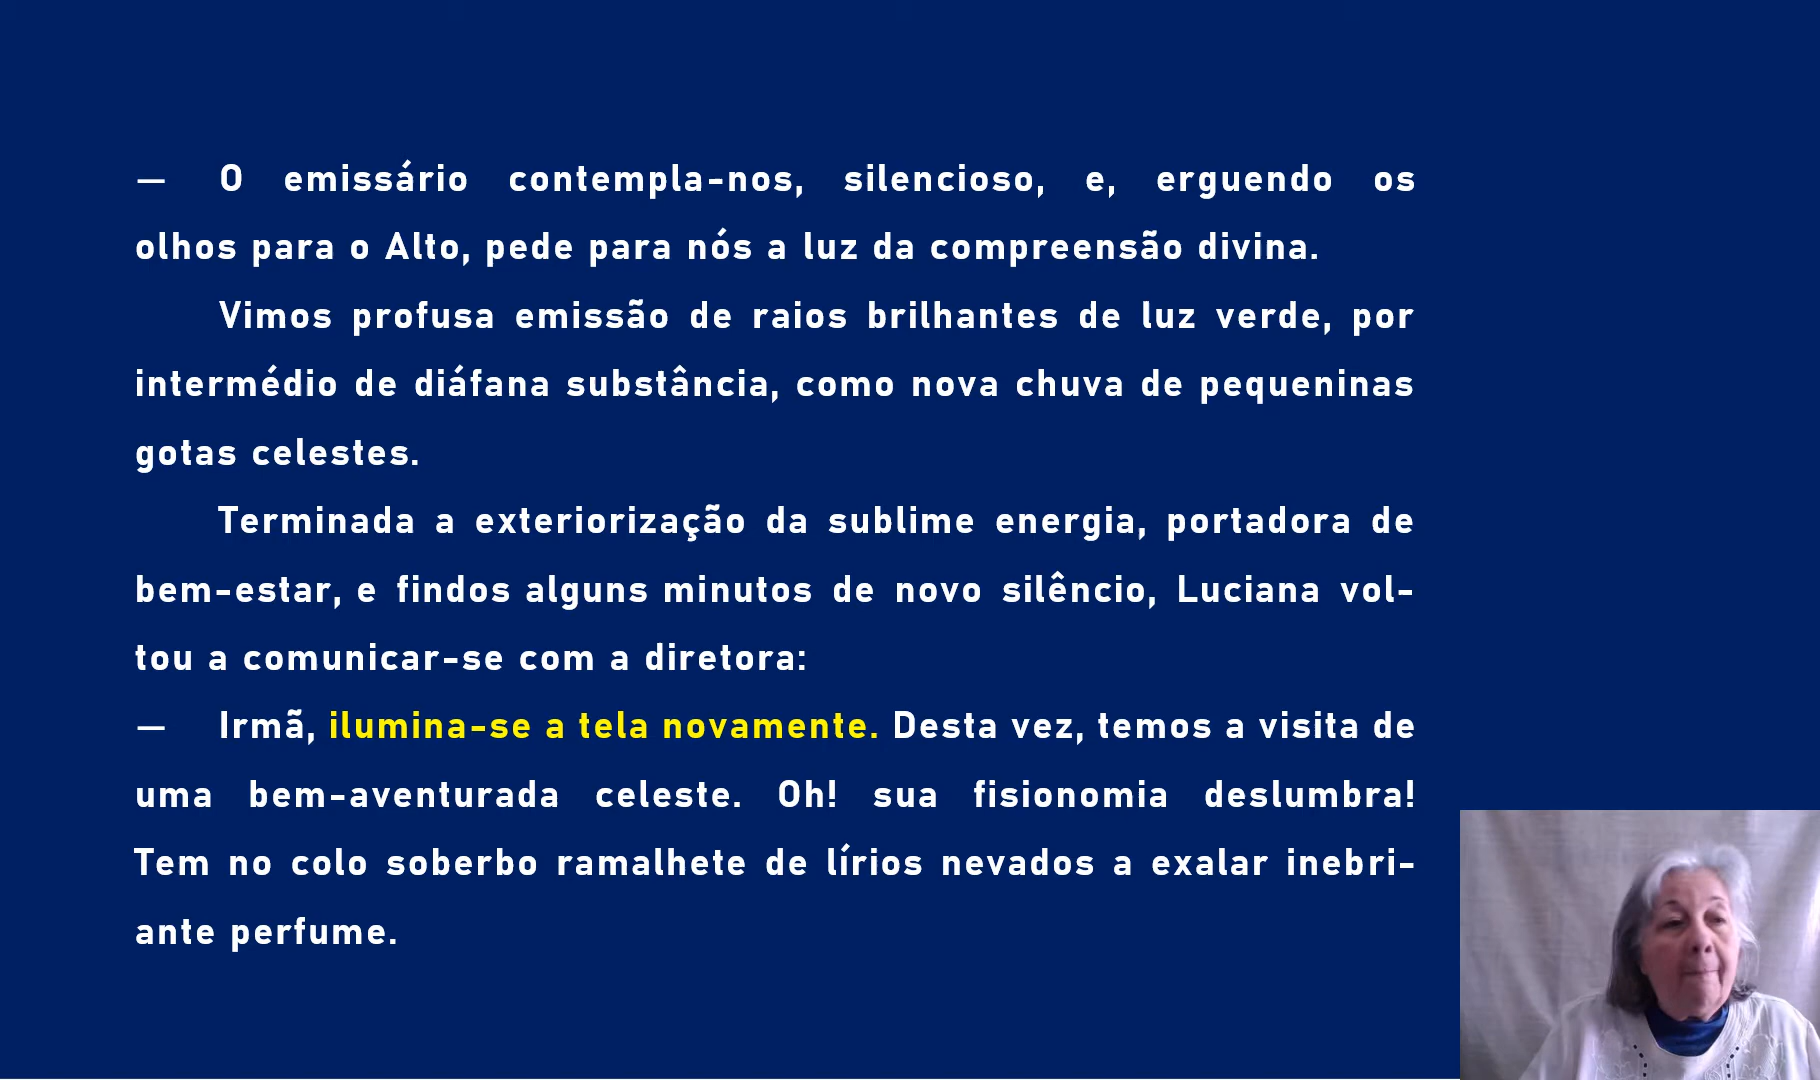 — O emissário contempla-nos, silencioso, e, erguendo os
olhos para o Alto, pede para nós a luz da compreensão divina.
Vimos profusa emissão de raios brilhantes de luz verde, por
intermédio de diáfana substância, como nova chuva de pequeninas
gotas celestes.
Terminada a exteriorização da sublime energia, portadora de
bem-estar, e findos alguns minutos de novo silêncio, Luciana vol-
tou a comunicar-se com a diretora:
— Irmã, ilumina-se a tela novamente. Desta vez, temos a visita de
uma bem-aventurada celeste. Oh! sua fisionomia deslumbra!
Tem no colo soberbo ramalhete de lírios nevados a exalar inebri-
ante perfume.